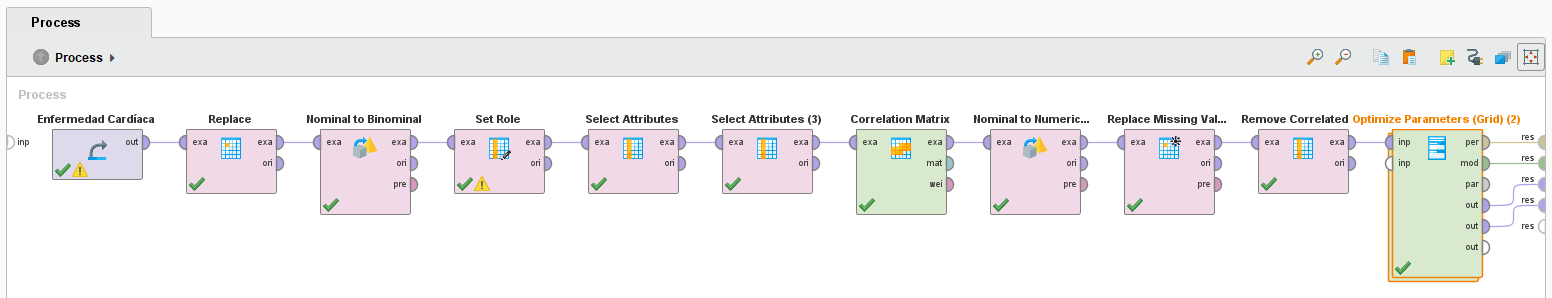 Process
Process
Process
Enfermedad Cardíaca
Replace
Nominal to Binominal
Set Role
Select Attributes
Select Attributes (3)
Correlation Matrix
Nominal to Numeric...
Replace Missing Val...
Remove Correlated
Optimize Parameters (Grid) (2)
inp
out
exa exa
ori
exa exa
ori
pre
exa exa
ori
exa exa
ori
exa exa
ori
exa exa
mat
wei
exa exa
ori
pre
exa exa
ori
pre
exa exa
ori
inp per
inp mod
par
out
out
out
res
res
res
res
res